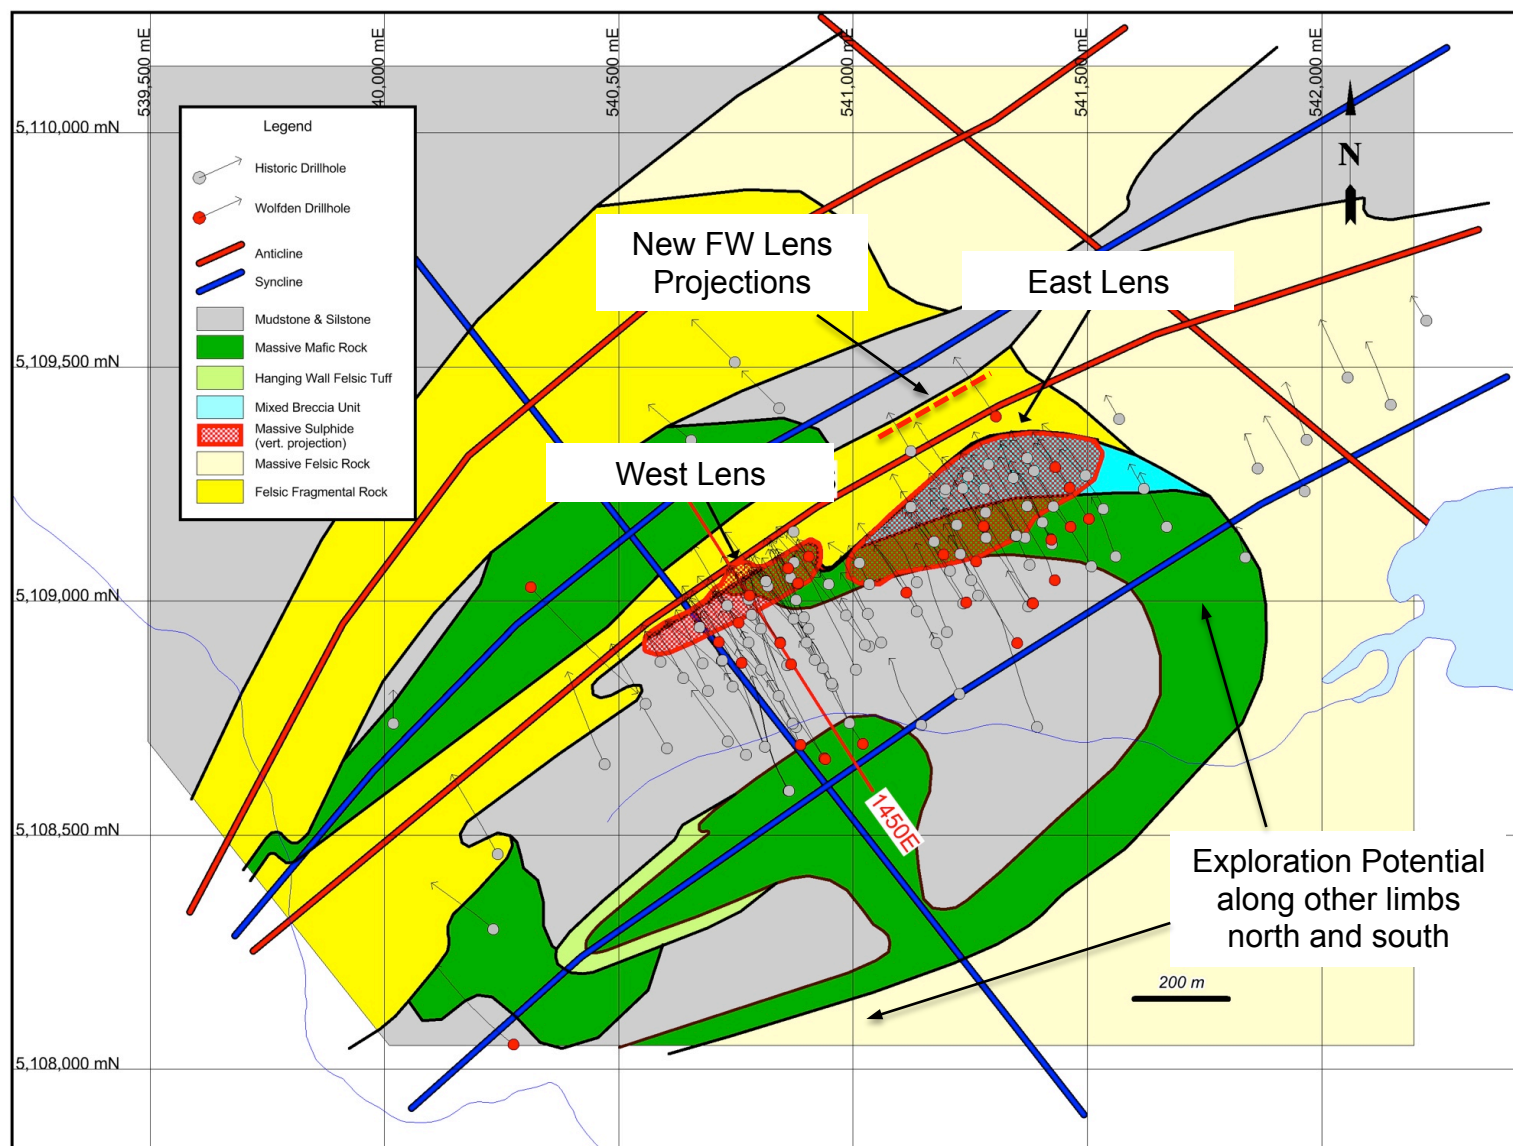 539,500 mE
40,000 mE
540,500 mE
541,000 mE
541,500 mE
542,000 mE
5,110,000 mN
Legend
Historic Drillhole
Wolfden Drillhole
Anticline
Syncline
Mudstone & Silstone
Massive Mafic Rock
Hanging Wall Felsic Tuff
Mixed Breccia Unit
Massive Sulphide
(vert. projection)
Massive Felsic Rock
Felsic Fragmental Rock
N
New FW Lens
Projections
East Lens
5,109,500 mN
West Lens
5,109,000 mN
1450E
5,108,500 mN
Exploration Potential
along other limbs
north and south
200 m
5,108,000 mN